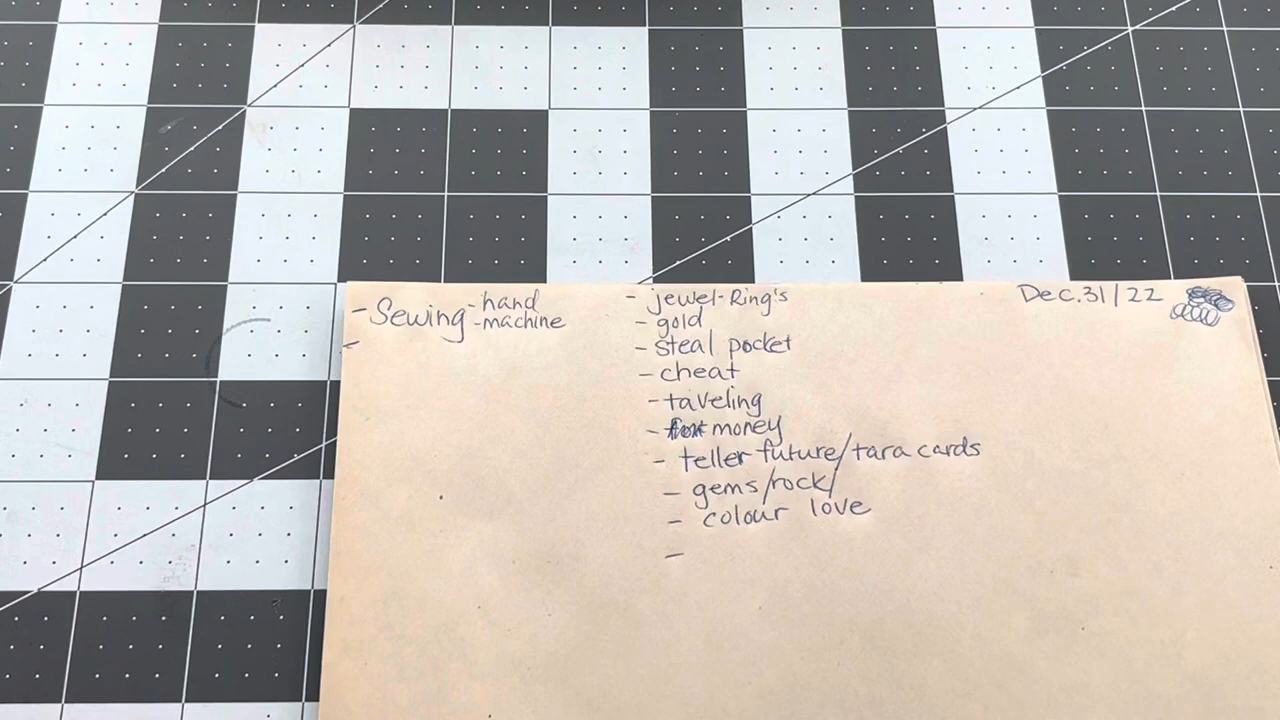 - Sewing - hand
- machine
-
- jewel-Ring's
- gold
- steal pocket
- cheat
- taveling
- money
- teller future/tara cards
- gems/rock/
- colour love
-
Dec.31/22